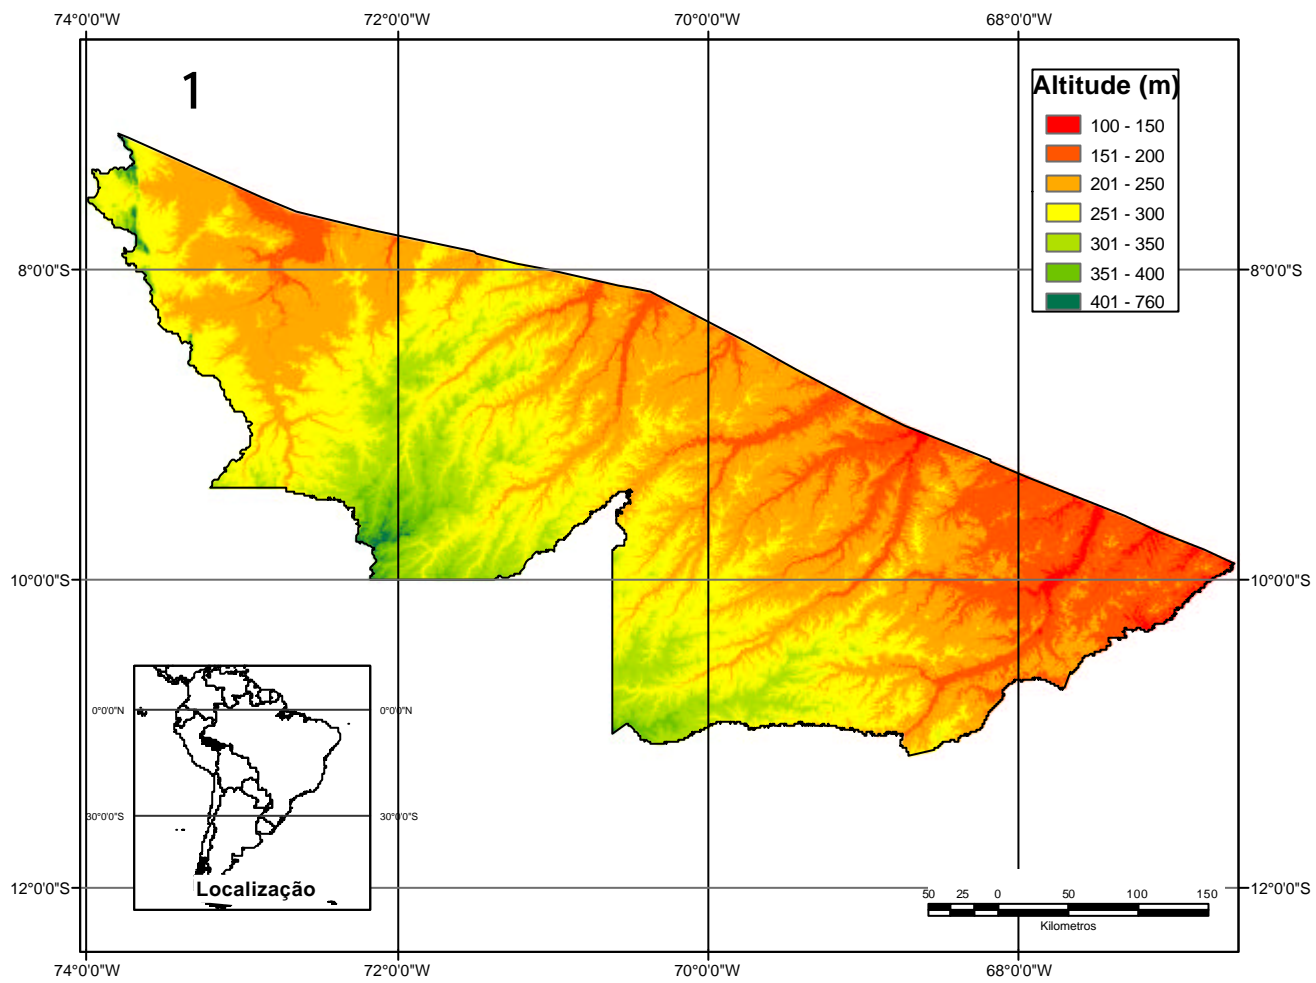 74°0'0"W 72°0'0"W 70°0'0"W 68°0'0"W
1
Altitude (m)
100 - 150
151 - 200
201 - 250
251 - 300
301 - 350
351 - 400
401 - 760
8°0'0"S 8°0'0"S
10°0'0"S 10°0'0"S
0°0'0"N 0°0'0"N
30°0'0"S 30°0'0"S
Localização
12°0'0"S 12°0'0"S
50 25 0 50 100 150
Kilometros
74°0'0"W 72°0'0"W 70°0'0"W 68°0'0"W